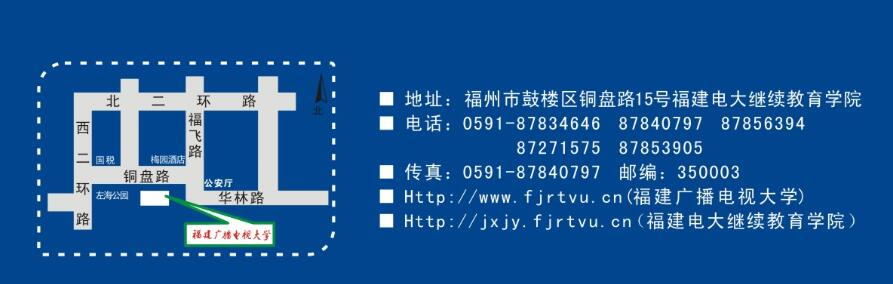 北
北二环路
西二环路
福飞路
国税
梅园酒店
铜盘路
公安厅
左海公园
华林路
福建广播电视大学
■ 地址：福州市鼓楼区铜盘路15号福建电大继续教育学院
■ 电话：0591-87834646 87840797 87856394
87271575 87853905
■ 传真：0591-87840797 邮编：350003
■ Http://www.fjrtvu.cn(福建广播电视大学)
■ Http://jxjy.fjrtvu.cn（福建电大继续教育学院）